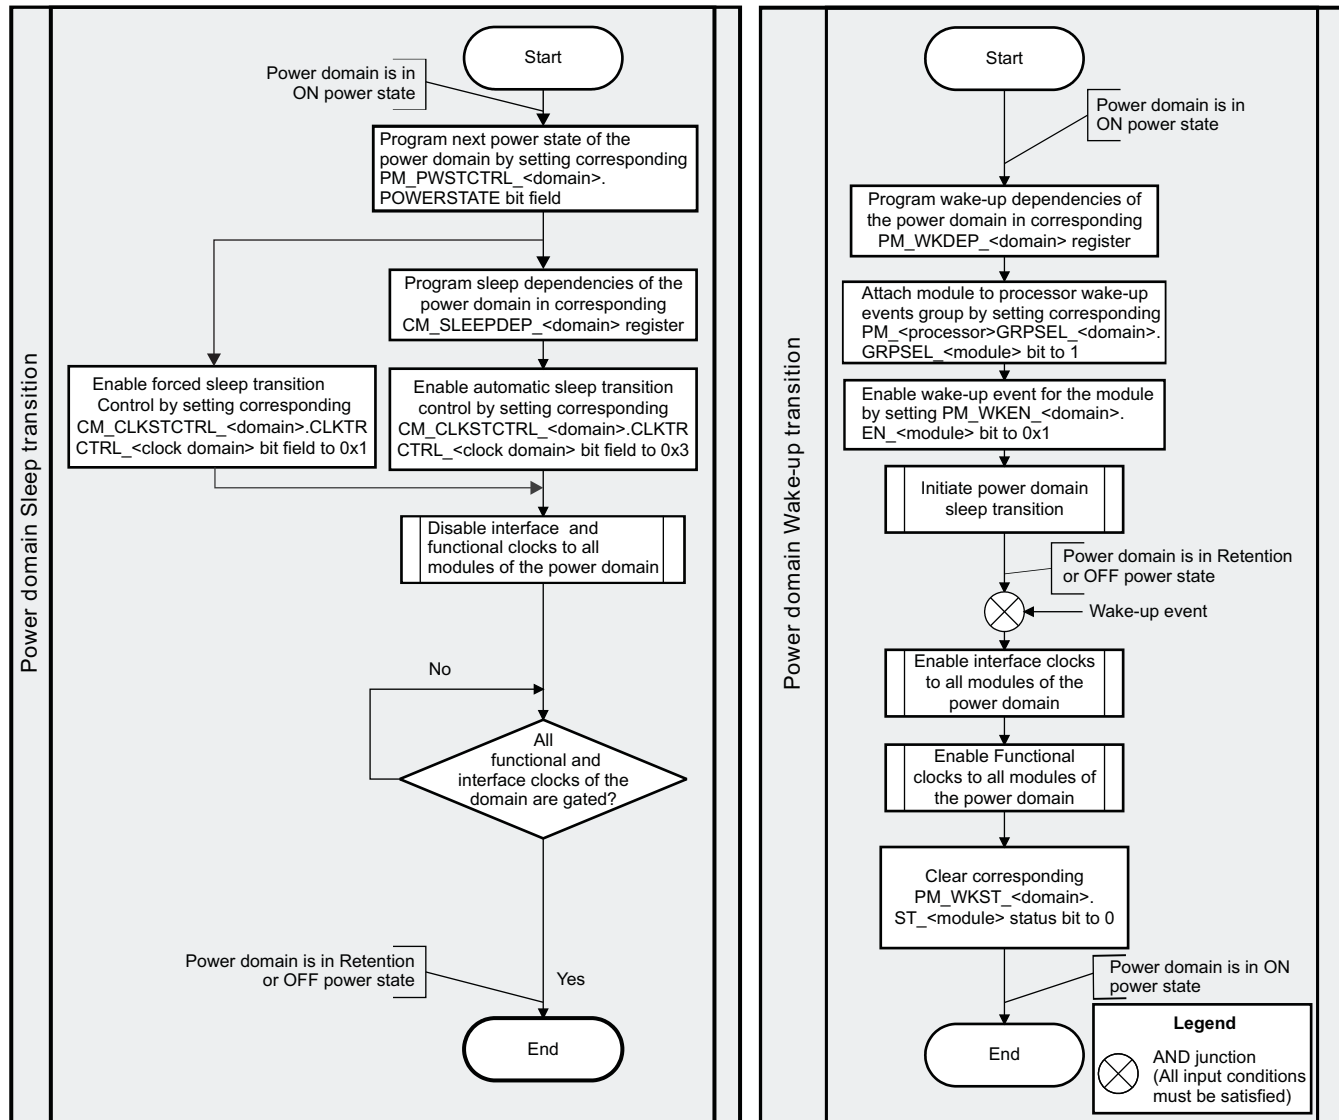 Power domain Sleep transition
Start
Power domain is in
ON power state
Program next power state of the
power domain by setting corresponding
PM_PWSTCTRL_<domain>.
POWERSTATE bit field
Program sleep dependencies of the
power domain in corresponding
CM_SLEEPDEP_<domain> register
Enable forced sleep transition
Control by setting corresponding
CM_CLKSTCTRL_<domain>.CLKTR
CTRL_<clock domain> bit field to 0x1
Enable automatic sleep transition
control by setting corresponding
CM_CLKSTCTRL_<domain>.CLKTR
CTRL_<clock domain> bit field to 0x3
Disable interface and
functional clocks to all
modules of the power domain
No
All
functional and
interface clocks of the
domain are gated?
Power domain is in Retention
or OFF power state
Yes
End
Power domain Wake-up transition
Start
Power domain is in
ON power state
Program wake-up dependencies of
the power domain in corresponding
PM_WKDEP_<domain> register
Attach module to processor wake-up
events group by setting corresponding
PM_<processor>GRPSEL_<domain>.
GRPSEL_<module> bit to 1
Enable wake-up event for the module
by setting PM_WKEN_<domain>.
EN_<module> bit to 0x1
Initiate power domain
sleep transition
Power domain is in Retention
or OFF power state
Wake-up event
Enable interface clocks
to all modules of the
power domain
Enable Functional
clocks to all modules of
the power domain
Clear corresponding
PM_WKST_<domain>.
ST_<module> status bit to 0
Power domain is in ON
power state
End
Legend
AND junction
(All input conditions
must be satisfied)